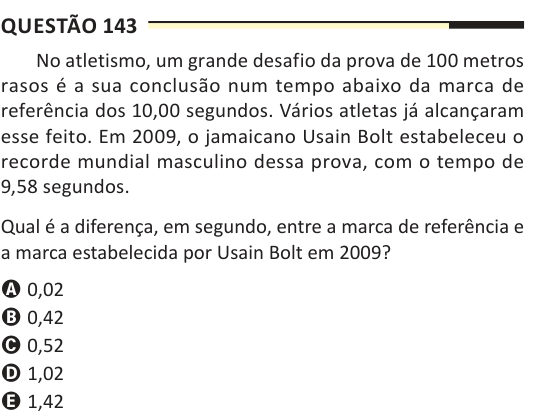 QUESTÃO 143
No atletismo, um grande desafio da prova de 100 metros
rasos é a sua conclusão num tempo abaixo da marca de
referência dos 10,00 segundos. Vários atletas já alcançaram
esse feito. Em 2009, o jamaicano Usain Bolt estabeleceu o
recorde mundial masculino dessa prova, com o tempo de
9,58 segundos.
Qual é a diferença, em segundo, entre a marca de referência e
a marca estabelecida por Usain Bolt em 2009?
A 0,02
B 0,42
C 0,52
D 1,02
E 1,42